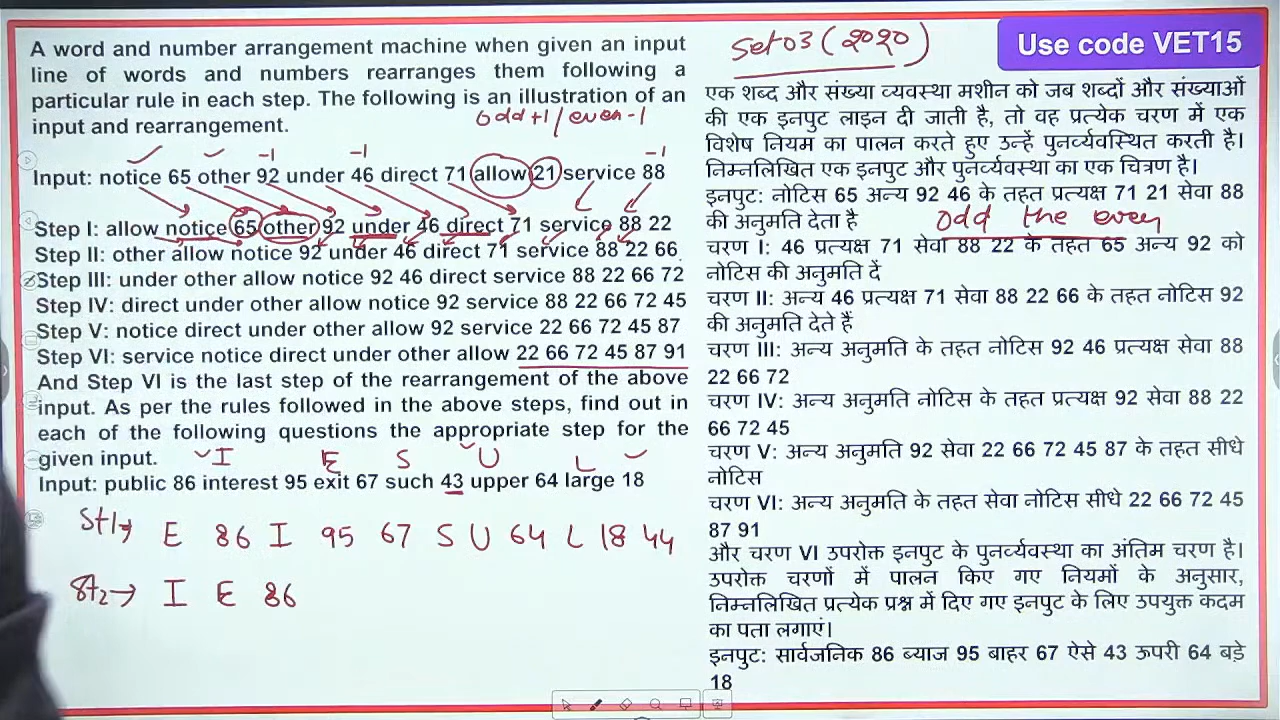 Set 03 (2020)
Use code VET15
A word and number arrangement machine when given an input
line of words and numbers rearranges them following a
particular rule in each step. The following is an illustration of an
input and rearrangement.
odd+1/even-1
-1 -1 -1
Input: notice 65 other 92 under 46 direct 71 allow 21 service 88
Step I: allow notice 65 other 92 under 46 direct 71 service 88 22
Step II: other allow notice 92 under 46 direct 71 service 88 22 66
Step III: under other allow notice 92 46 direct service 88 22 66 72
Step IV: direct under other allow notice 92 service 88 22 66 72 45
Step V: notice direct under other allow 92 service 22 66 72 45 87
Step VI: service notice direct under other allow 22 66 72 45 87 91
And Step VI is the last step of the rearrangement of the above
input. As per the rules followed in the above steps, find out in
each of the following questions the appropriate step for the
given input.
I E S U L
Input: public 86 interest 95 exit 67 such 43 upper 64 large 18
St1→ E 86 I 95 67 S U 64 L 18 44
St2→ I E 86
एक शब्द और संख्या व्यवस्था मशीन को जब शब्दों और संख्याओं
की एक इनपुट लाइन दी जाती है, तो वह प्रत्येक चरण में एक
विशेष नियम का पालन करते हुए उन्हें पुनर्व्यवस्थित करती है।
निम्नलिखित एक इनपुट और पुनर्व्यवस्था का एक चित्रण है।
इनपुट: नोटिस 65 अन्य 92 46 के तहत प्रत्यक्ष 71 21 सेवा 88
की अनुमति देता है
odd the even
चरण I: 46 प्रत्यक्ष 71 सेवा 88 22 के तहत 65 अन्य 92 को
नोटिस की अनुमति दें
चरण II: अन्य 46 प्रत्यक्ष 71 सेवा 88 22 66 के तहत नोटिस 92
की अनुमति देते हैं
चरण III: अन्य अनुमति के तहत नोटिस 92 46 प्रत्यक्ष सेवा 88
22 66 72
चरण IV: अन्य अनुमति नोटिस के तहत प्रत्यक्ष 92 सेवा 88 22
66 72 45
चरण V: अन्य अनुमति 92 सेवा 22 66 72 45 87 के तहत सीधे
नोटिस
चरण VI: अन्य अनुमति के तहत सेवा नोटिस सीधे 22 66 72 45
87 91
और चरण VI उपरोक्त इनपुट के पुनर्व्यवस्था का अंतिम चरण है।
उपरोक्त चरणों में पालन किए गए नियमों के अनुसार,
निम्नलिखित प्रत्येक प्रश्न में दिए गए इनपुट के लिए उपयुक्त कदम
का पता लगाएं।
इनपुट: सार्वजनिक 86 ब्याज 95 बाहर 67 ऐसे 43 ऊपरी 64 बड़े
18